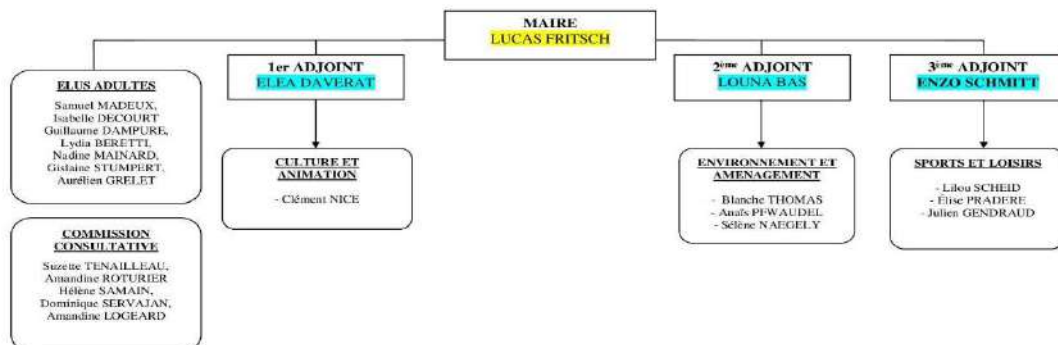 MAIRE
LUCAS FRITSCH
ELUS ADULTES
Samuel MADEUX,
Isabelle DECOURT
Guillaume DAMPURE,
Lydia BERETTI,
Nadine MAINARD,
Gislaine STUMPERT,
Aurélien GRELET
COMMISSION
CONSULTATIVE
Suzette TENAILLEAU,
Amandine ROTURIER
Hélène SAMAIN,
Dominique SERVAJAN,
Amandine LOGEARD
1er ADJOINT
ELEA DAVERAT
CULTURE ET
ANIMATION
- Clément NICE
2ème ADJOINT
LOUNA BAS
ENVIRONNEMENT ET
AMENAGEMENT
- Blanche THOMAS
- Anaïs PFWAUDEL
- Sélène NAEGELY
3ème ADJOINT
ENZO SCHMITT
SPORTS ET LOISIRS
- Lilou SCHEID
- Élise PRADERE
- Julien GENDRAUD